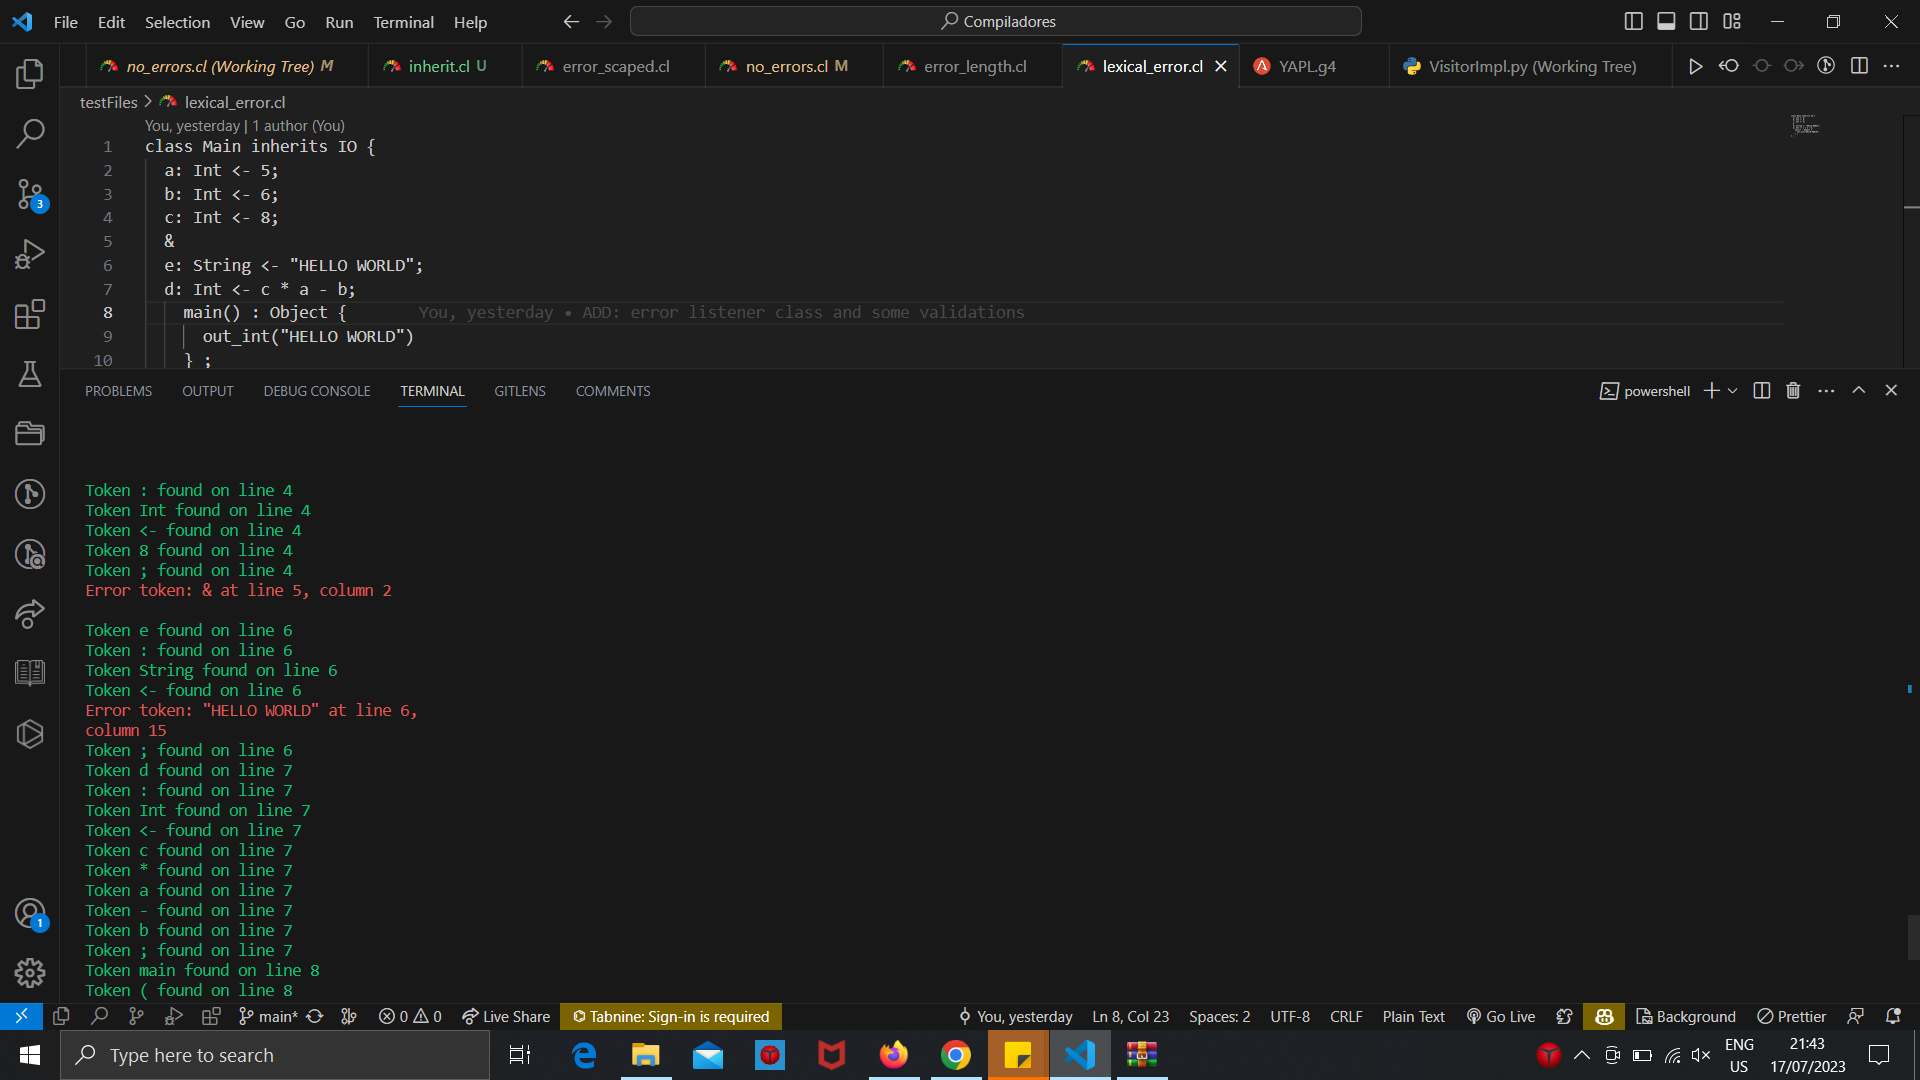 File Edit Selection View Go Run Terminal Help
Compiladores
no_errors.cl (Working Tree) M
inherit.cl U
error_scaped.cl
no_errors.cl M
error_length.cl
lexical_error.cl
YAPL.g4
VisitorImpl.py (Working Tree)
testFiles > lexical_error.cl
You, yesterday | 1 author (You)
1 class Main inherits IO {
2 a: Int <- 5;
3 b: Int <- 6;
4 c: Int <- 8;
5 &
6 e: String <- "HELLO WORLD";
7 d: Int <- c * a - b;
8 main() : Object { You, yesterday • ADD: error listener class and some validations
9 out_int("HELLO WORLD")
10 } ;
PROBLEMS OUTPUT DEBUG CONSOLE TERMINAL GITLENS COMMENTS
powershell
Token : found on line 4
Token Int found on line 4
Token <- found on line 4
Token 8 found on line 4
Token ; found on line 4
Error token: & at line 5, column 2
Token e found on line 6
Token : found on line 6
Token String found on line 6
Token <- found on line 6
Error token: "HELLO WORLD" at line 6,
column 15
Token ; found on line 6
Token d found on line 7
Token : found on line 7
Token Int found on line 7
Token <- found on line 7
Token c found on line 7
Token * found on line 7
Token a found on line 7
Token - found on line 7
Token b found on line 7
Token ; found on line 7
Token main found on line 8
Token ( found on line 8
3
1
main* 0 0 Live Share Tabnine: Sign-in is required You, yesterday Ln 8, Col 23 Spaces: 2 UTF-8 CRLF Plain Text Go Live Background Prettier
Type here to search
ENG
US
21:43
17/07/2023